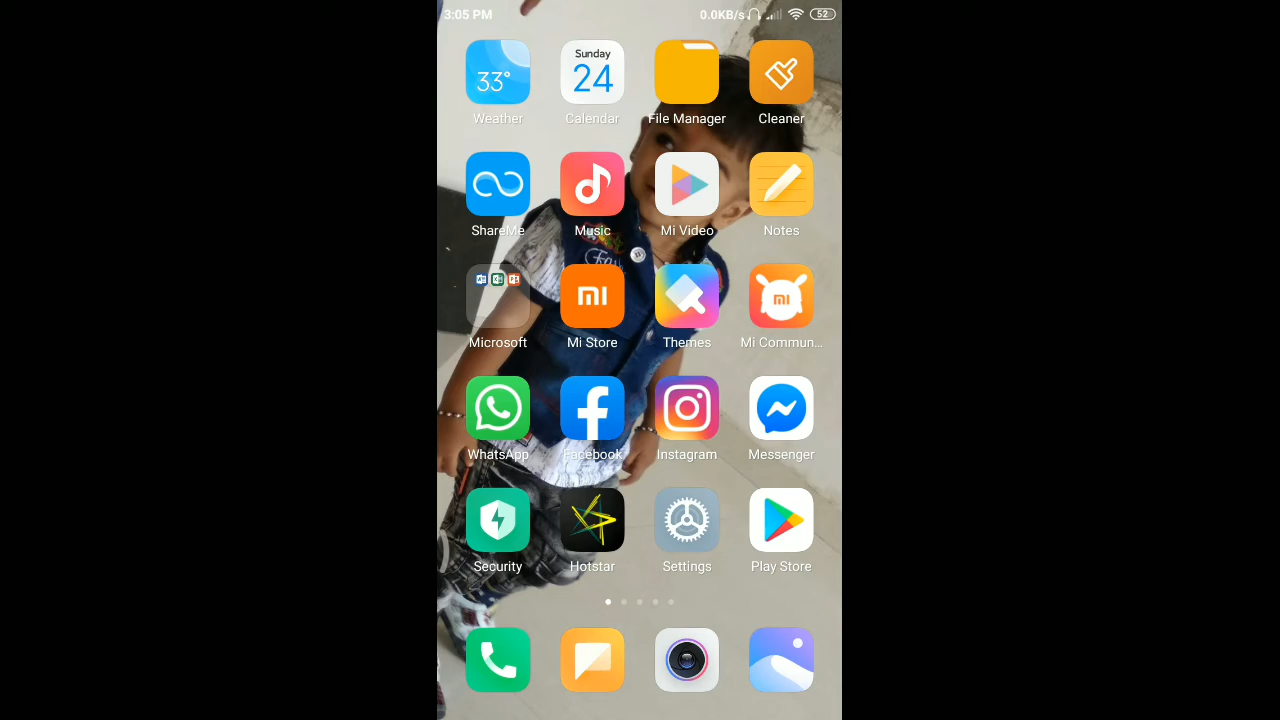 3:05 PM 0.0KB/s 52
33° Sunday 24
Weather Calendar File Manager Cleaner
ShareMe Music Mi Video Notes
Microsoft Mi Store Themes Mi Commun...
WhatsApp Facebook Instagram Messenger
Security Hotstar Settings Play Store